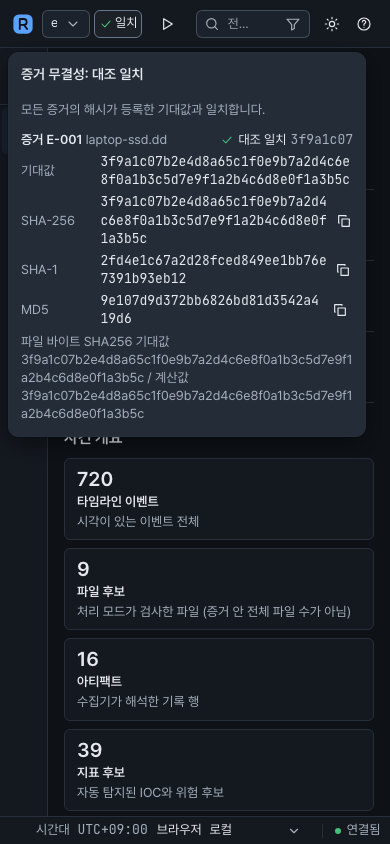 R e 일치 전...
증거 무결성: 대조 일치
모든 증거의 해시가 등록한 기대값과 일치합니다.
증거 E-001 laptop-ssd.dd 대조 일치 3f9a1c07
기대값
3f9a1c07b2e4d8a65c1f0e9b7a2d4c6e
8f0a1b3c5d7e9f1a2b4c6d8e0f1a3b5c
SHA-256
3f9a1c07b2e4d8a65c1f0e9b7a2d4
c6e8f0a1b3c5d7e9f1a2b4c6d8e0f
1a3b5c
SHA-1
2fd4e1c67a2d28fced849ee1bb76e
7391b93eb12
MD5
9e107d9d372bb6826bd81d3542a4
19d6
파일 바이트 SHA256 기대값
3f9a1c07b2e4d8a65c1f0e9b7a2d4c6e8f0a1b3c5d7e9f1
a2b4c6d8e0f1a3b5c / 계산값
3f9a1c07b2e4d8a65c1f0e9b7a2d4c6e8f0a1b3c5d7e9f1
a2b4c6d8e0f1a3b5c
720
타임라인 이벤트
시각이 있는 이벤트 전체
9
파일 후보
처리 모드가 검사한 파일 (증거 안 전체 파일 수가 아님)
16
아티팩트
수집기가 해석한 기록 행
39
지표 후보
자동 탐지된 IOC와 위험 후보
시간대 UTC+09:00 브라우저 로컬 연결됨